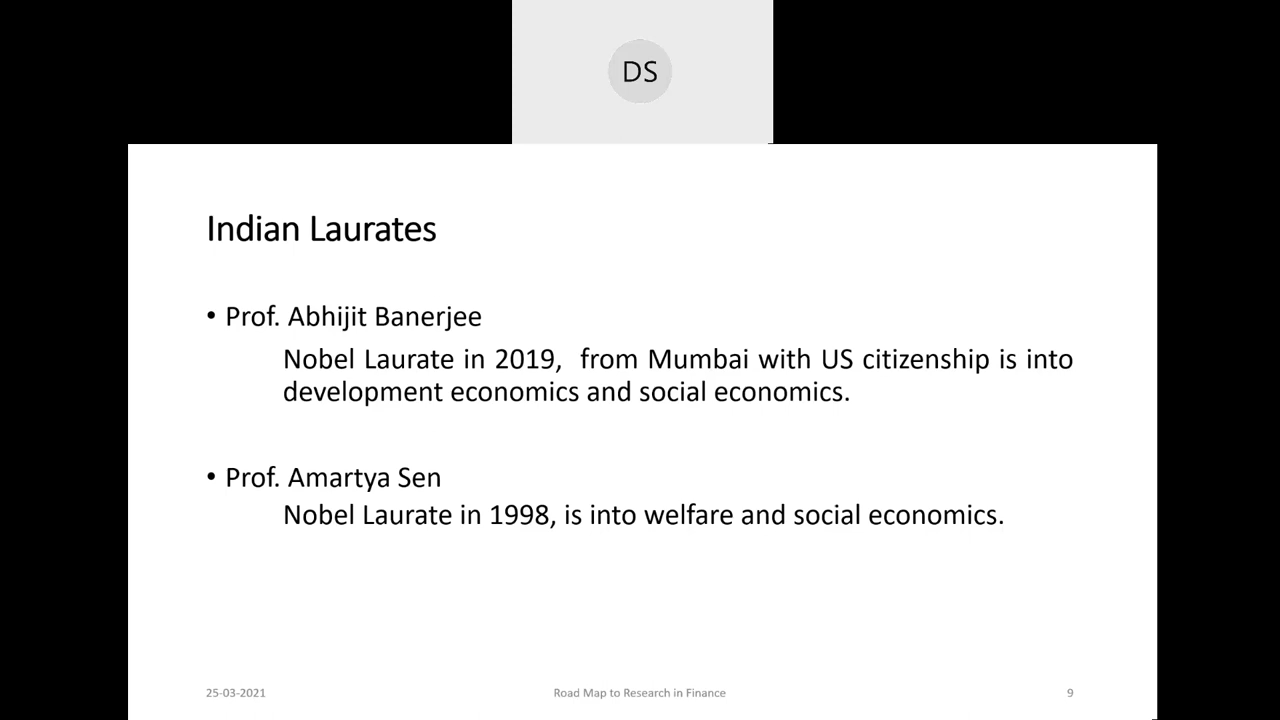 DS
Indian Laurates
• Prof. Abhijit Banerjee
Nobel Laurate in 2019, from Mumbai with US citizenship is into
development economics and social economics.
• Prof. Amartya Sen
Nobel Laurate in 1998, is into welfare and social economics.
25-03-2021 Road Map to Research in Finance 9